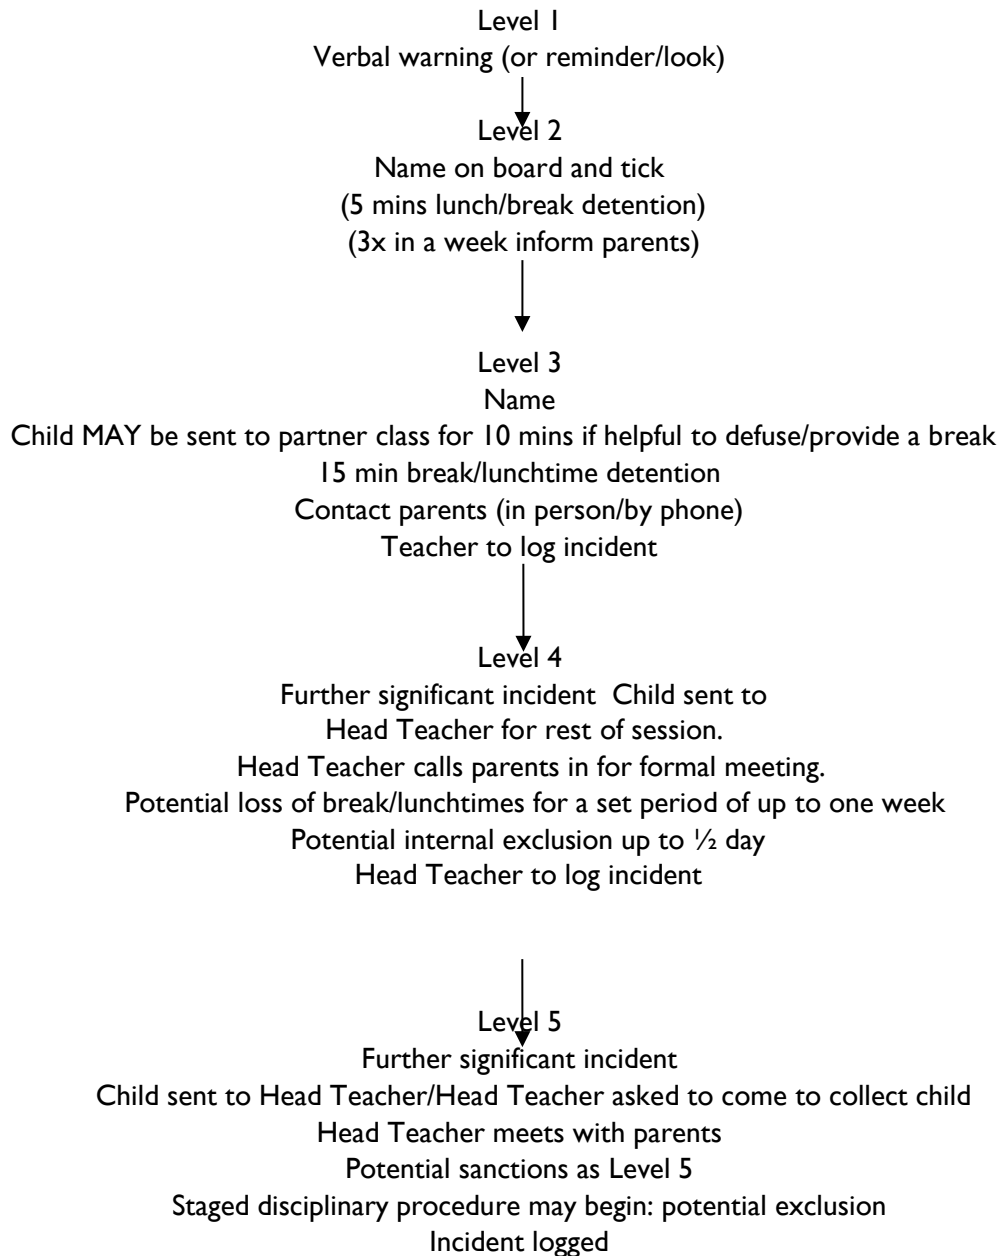 Level 1
Verbal warning (or reminder/look)
Level 2
Name on board and tick
(5 mins lunch/break detention)
(3x in a week inform parents)
Level 3
Name
Child MAY be sent to partner class for 10 mins if helpful to defuse/provide a break
15 min break/lunchtime detention
Contact parents (in person/by phone)
Teacher to log incident
Level 4
Further significant incident  Child sent to
Head Teacher for rest of session.
Head Teacher calls parents in for formal meeting.
Potential loss of break/lunchtimes for a set period of up to one week
Potential internal exclusion up to ½ day
Head Teacher to log incident
Level 5
Further significant incident
Child sent to Head Teacher/Head Teacher asked to come to collect child
Head Teacher meets with parents
Potential sanctions as Level 5
Staged disciplinary procedure may begin: potential exclusion
Incident logged